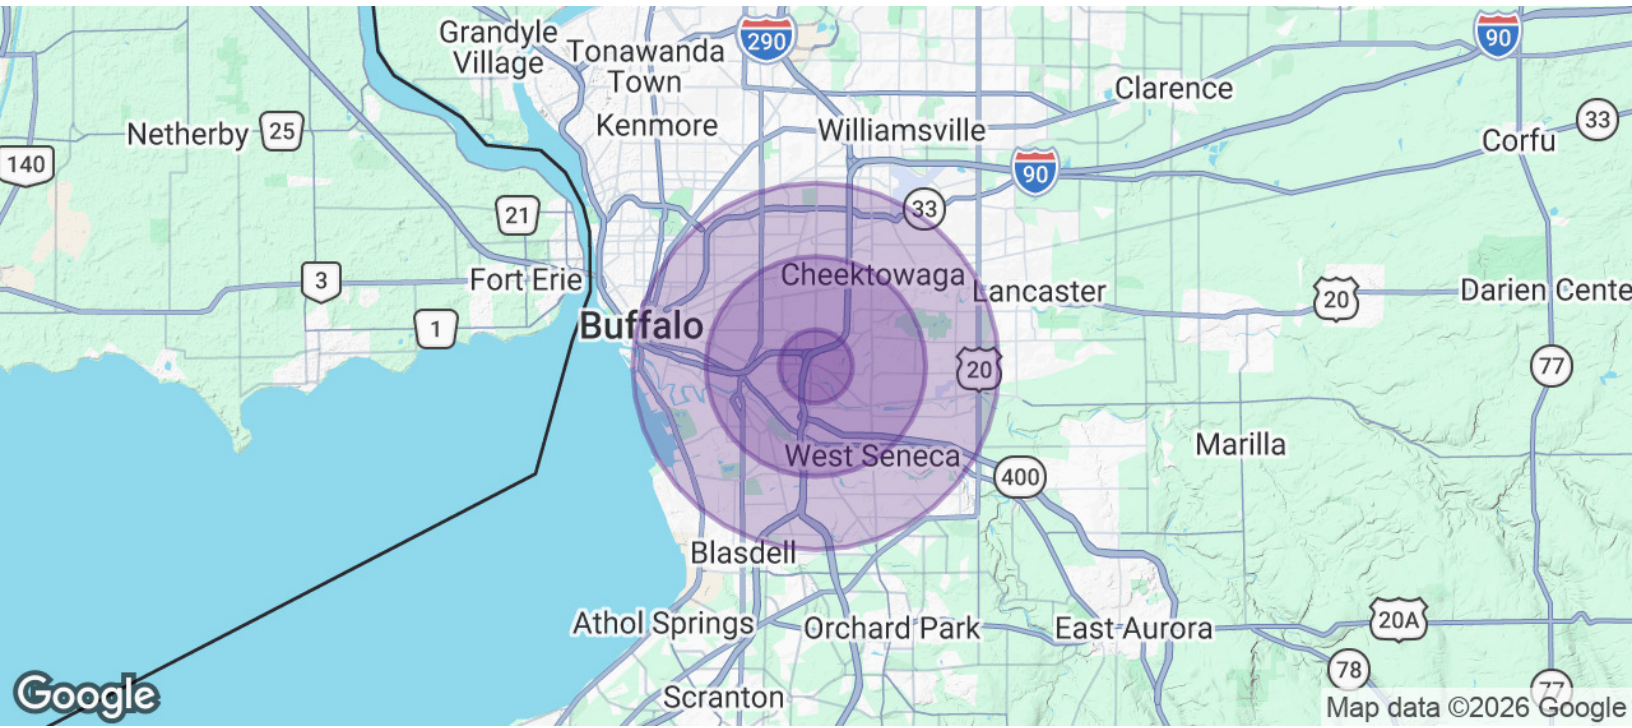 Grandyle
Village
Tonawanda
Town
290
90
Clarence
Kenmore
Williamsville
Netherby
25
33
140
Corfu
90
21
33
3
Fort Erie
Cheektowaga
Lancaster
20
Darien Cente
1
Buffalo
20
77
Marilla
West Seneca
400
Blasdell
Athol Springs
Orchard Park
East Aurora
20A
78
Scranton
77
Google
Map data ©2026 Google